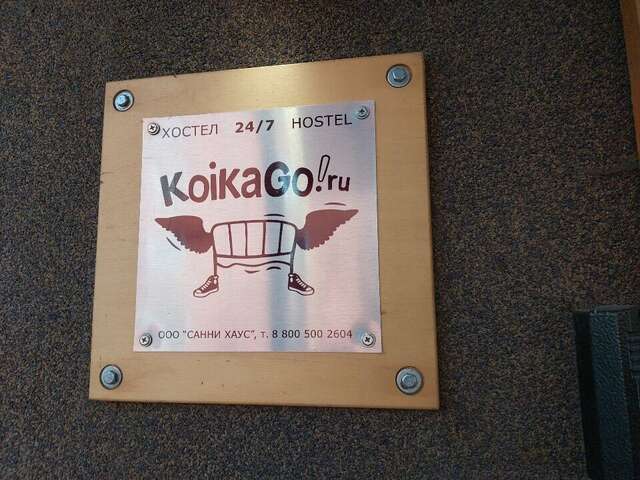 ХОСТЕЛ 24/7 HOSTEL
KoiKaGo!ru
ООО "САННИ ХАУС", т. 8 800 500 2604